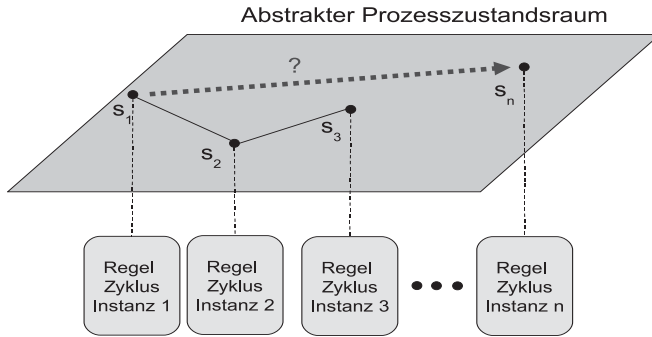 Abstrakter Prozesszustandsraum
?
s1
s2
s3
sn
Regel
Zyklus
Instanz 1
Regel
Zyklus
Instanz 2
Regel
Zyklus
Instanz 3
Regel
Zyklus
Instanz n